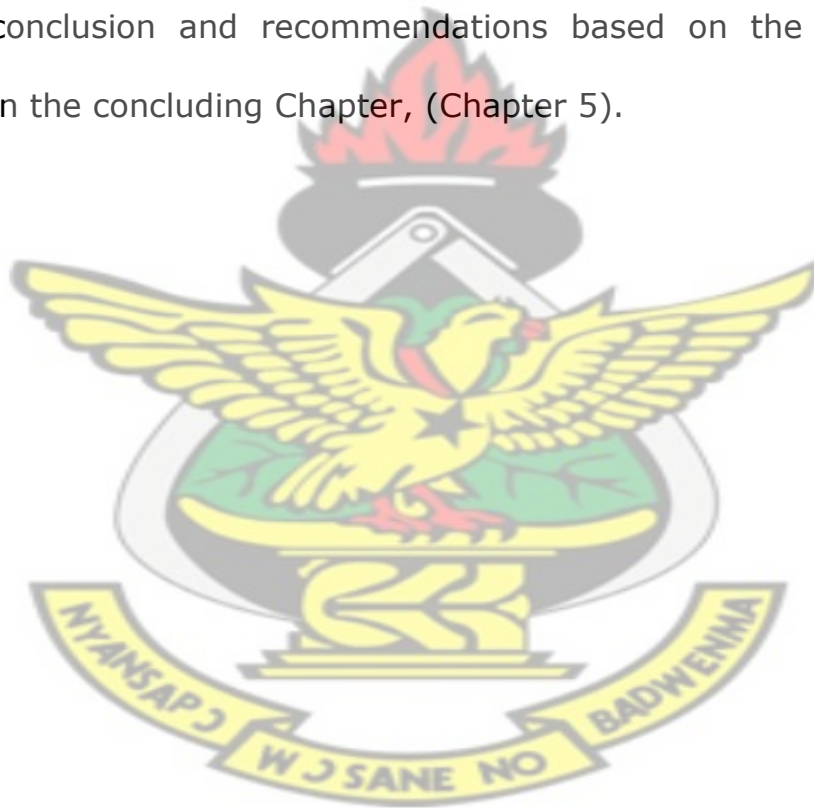 conclusion and recommendations based on the
n the concluding Chapter, (Chapter 5).
NYANSAPƆ
WƆSANE NO
BADWENMA